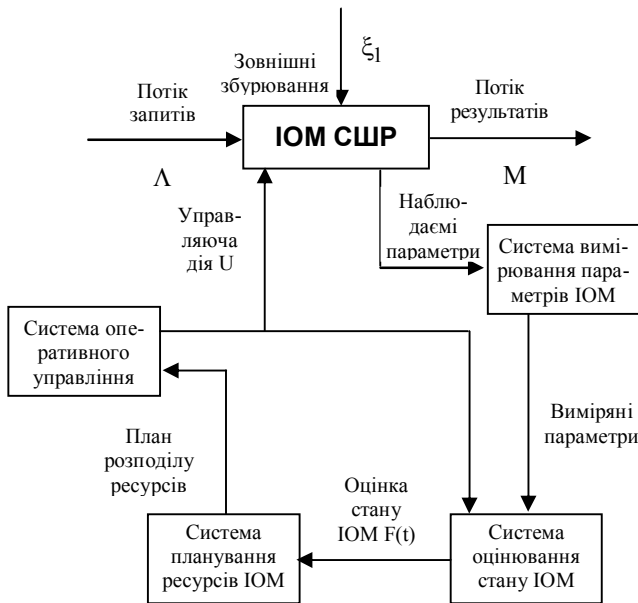 Зовнішні
збурювання
ξ1
Потік
запитів
ІОМ СШР
Потік
результатів
Λ
М
Управ-
ляюча
дія U
Наблю-
даємі
параметри
Система вимі-
рювання пара-
метрів ІОМ
Система опе-
ративного
управління
Виміряні
параметри
План
розподілу
ресурсів
Оцінка
стану
ІОМ F(t)
Система
планування
ресурсів ІОМ
Система
оцінювання
стану ІОМ